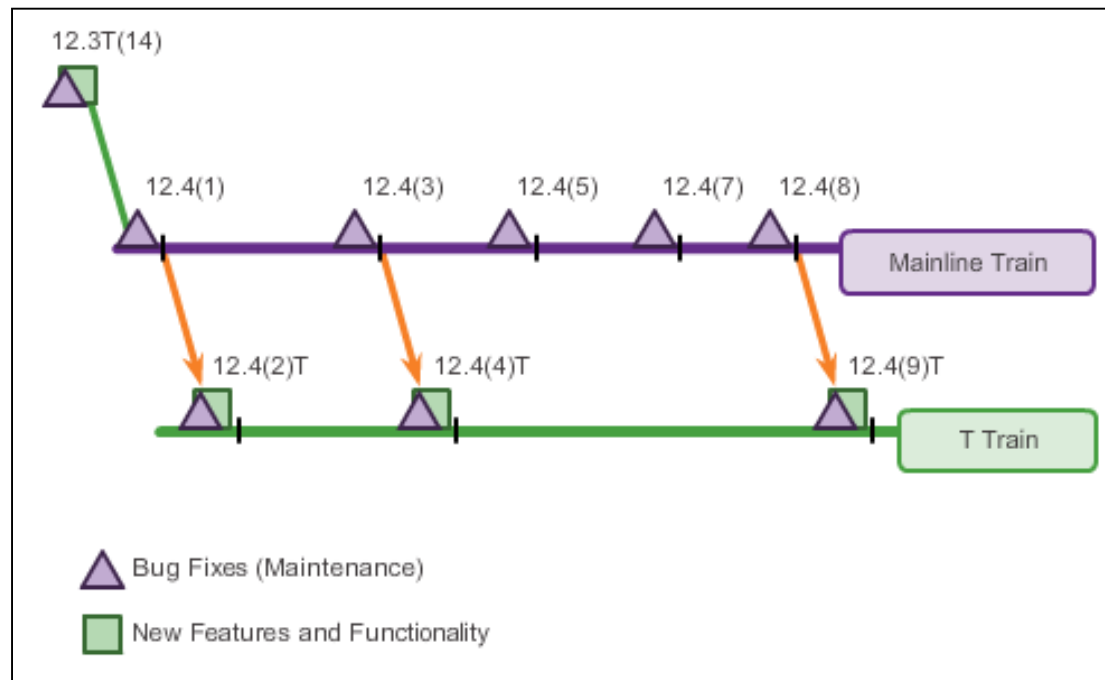 12.3T(14)
12.4(1)
12.4(3)
12.4(5)
12.4(7)
12.4(8)
Mainline Train
12.4(2)T
12.4(4)T
12.4(9)T
T Train
Bug Fixes (Maintenance)
New Features and Functionality